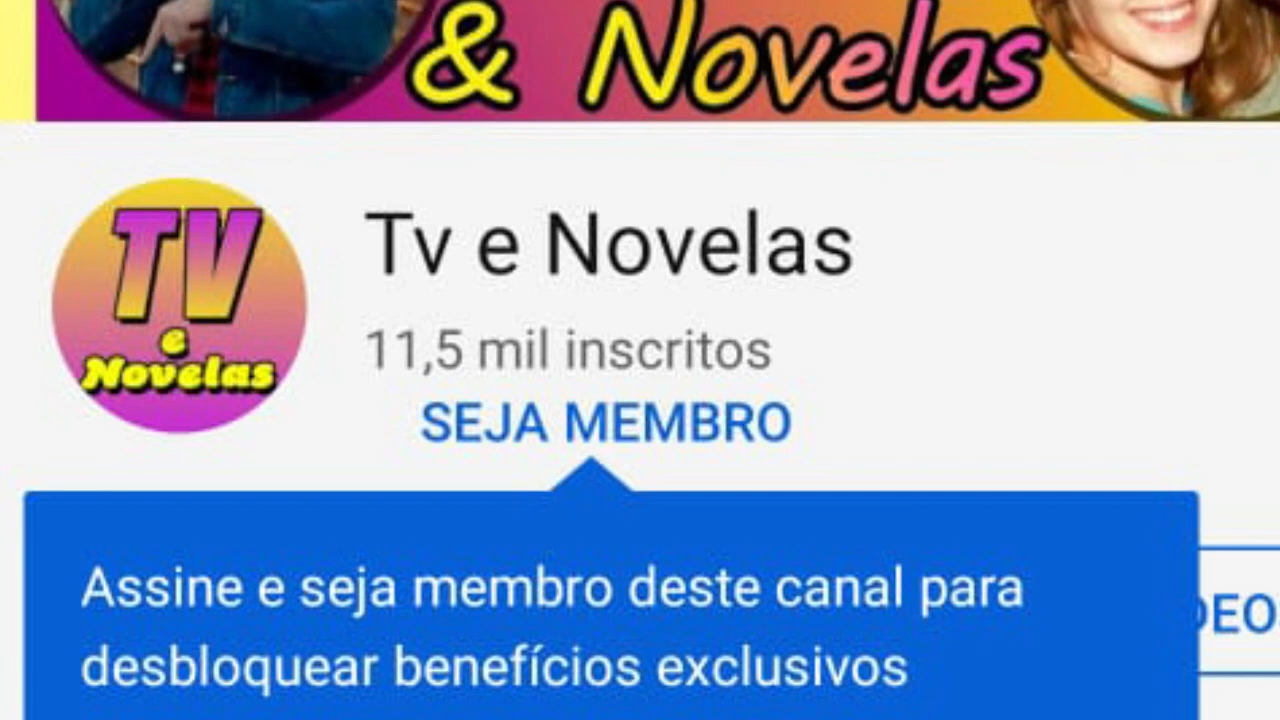 & Novelas
TV
e
Novelas
Tv e Novelas
11,5 mil inscritos
SEJA MEMBRO
Assine e seja membro deste canal para
desbloquear benefícios exclusivos